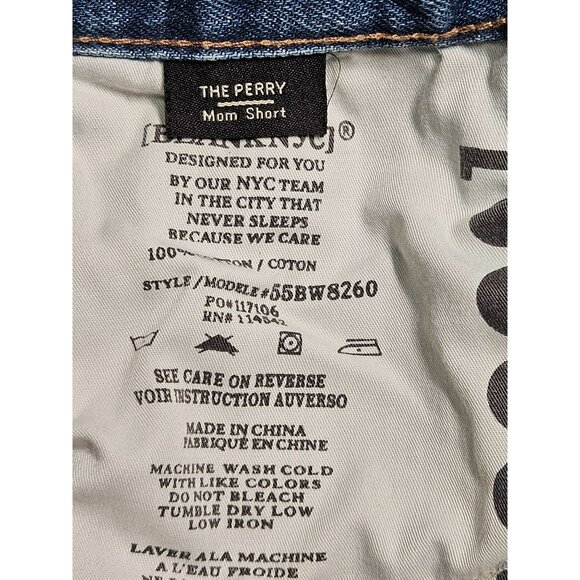 THE PERRY
Mom Short
[BLANKNYC]®
DESIGNED FOR YOU
BY OUR NYC TEAM
IN THE CITY THAT
NEVER SLEEPS
BECAUSE WE CARE
100% COTTON / COTON
STYLE/MODELE#55BW8260
PO#117106
RN#
SEE CARE ON REVERSE
VOIR INSTRUCTION AUVERSO
MADE IN CHINA
FABRIQUE EN CHINE
MACHINE WASH COLD
WITH LIKE COLORS
DO NOT BLEACH
TUMBLE DRY LOW
LOW IRON
LAVER ALA MACHINE
A L'EAU FROIDE